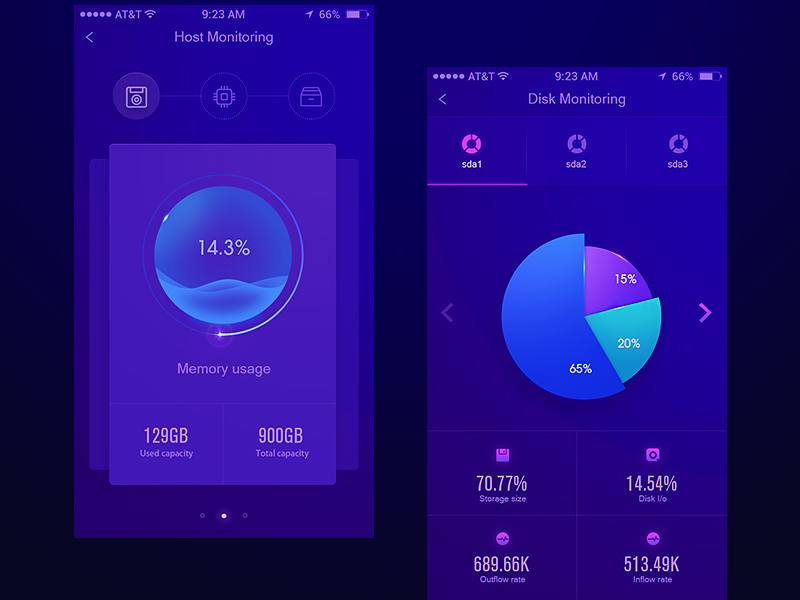 AT&T 9:23 AM 66%
Host Monitoring
14.3%
Memory usage
129GB 900GB
Used capacity Total capacity
AT&T 9:23 AM 66%
Disk Monitoring
sda1 sda2 sda3
15%
20%
65%
70.77% 14.54%
Storage size Disk I/o
689.66K 513.49K
Outflow rate Inflow rate